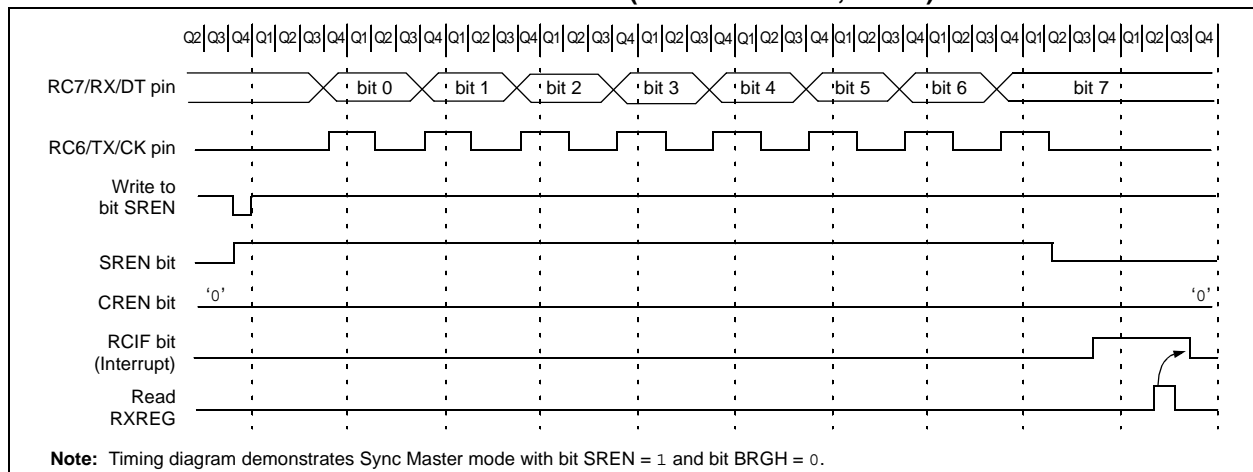 Q2 Q3 Q4 Q1 Q2 Q3 Q4 Q1 Q2 Q3 Q4 Q1 Q2 Q3 Q4 Q1 Q2 Q3 Q4 Q1 Q2 Q3 Q4 Q1 Q2 Q3 Q4 Q1 Q2 Q3 Q4 Q1 Q2 Q3 Q4 Q1 Q2 Q3 Q4 Q1 Q2 Q3 Q4
RC7/RX/DT pin bit 0 bit 1 bit 2 bit 3 bit 4 bit 5 bit 6 bit 7
RC6/TX/CK pin
Write to
bit SREN
SREN bit
CREN bit '0' '0'
RCIF bit
(Interrupt)
Read
RXREG
Note: Timing diagram demonstrates Sync Master mode with bit SREN = 1 and bit BRGH = 0.